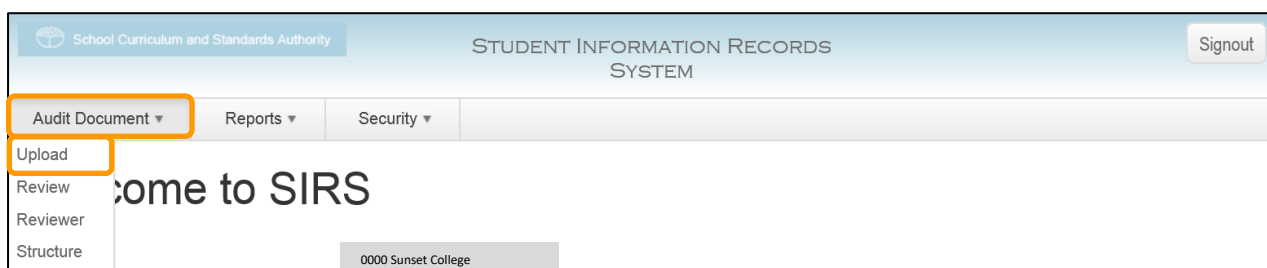 School Curriculum and Standards Authority
STUDENT INFORMATION RECORDS
SYSTEM
Signout
Audit Document
Reports
Security
Upload
Review
come to SIRS
Reviewer
Structure
0000 Sunset College